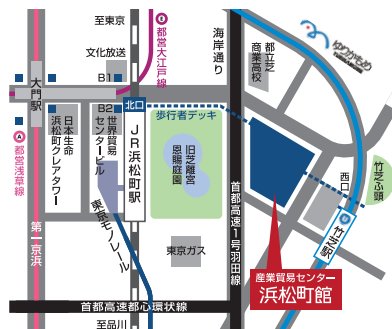 至東京
E
都営大江戸線
海岸通り
都立芝
商業高校
ゆりかもめ
文化放送
B1
大門駅
B2
北口
歩行者デッキ
日本生命
浜松町クレアタワー
世界貿易
センタービル
JR浜松町駅
旧芝離宮
恩賜庭園
A
都営浅草線
第一京浜
東京モノレール
首都高速1号羽田線
西口
竹芝ふ頭
竹芝駅
東京ガス
産業貿易センター
浜松町館
首都高速都心環状線
至品川